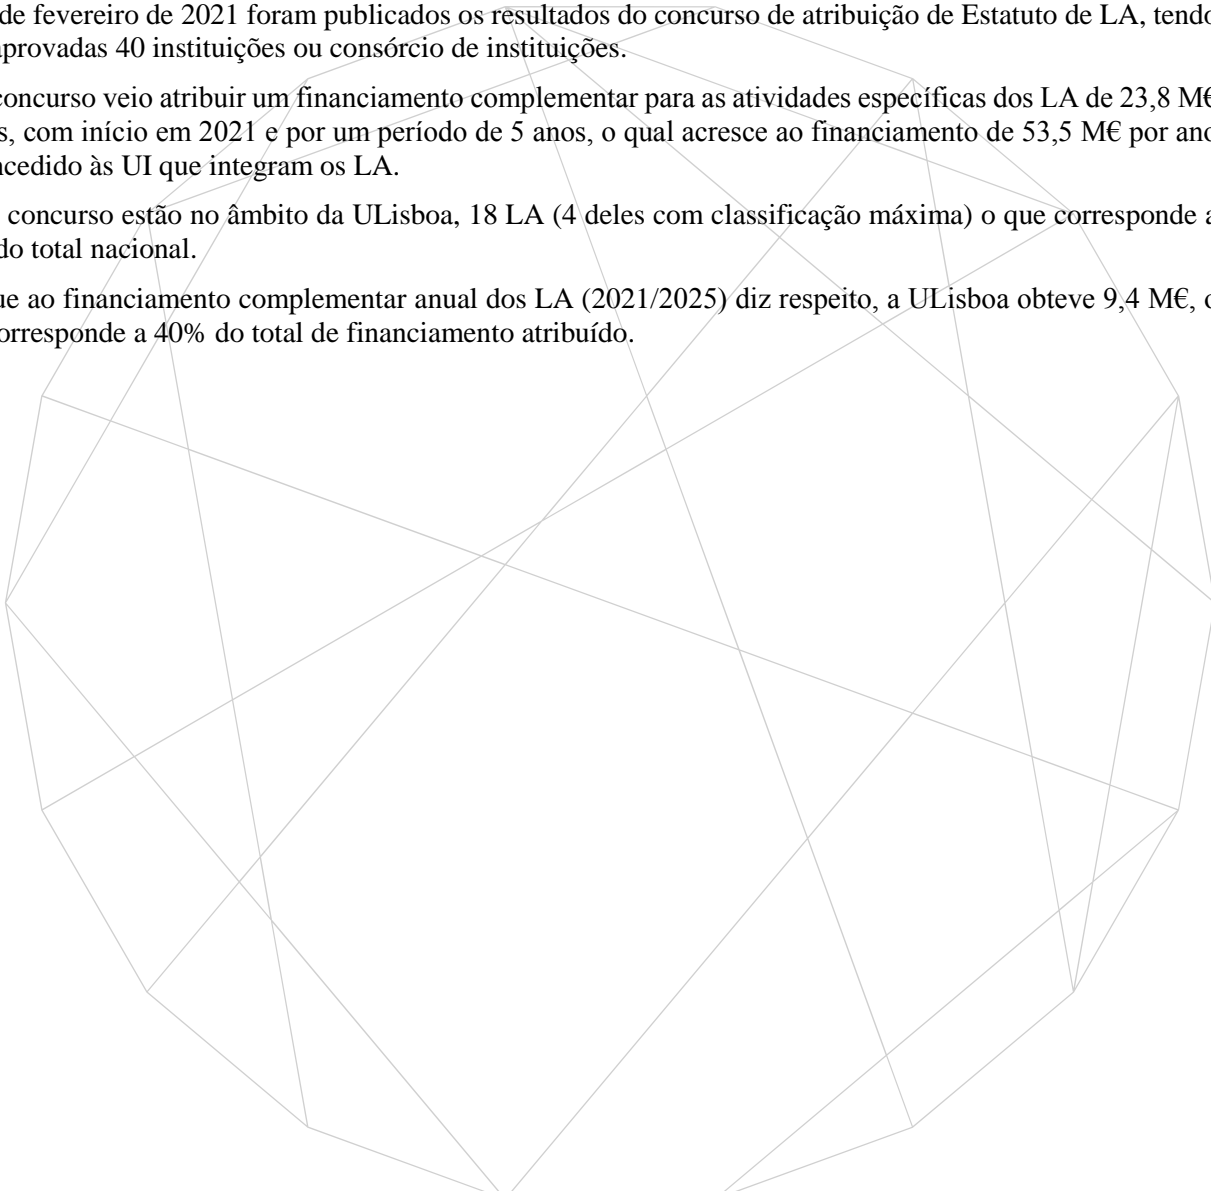 de fevereiro de 2021 foram publicados os resultados do concurso de atribuição de Estatuto de LA, tendo
aprovadas 40 instituições ou consórcio de instituições.
concurso veio atribuir um financiamento complementar para as atividades específicas dos LA de 23,8 M€
s, com início em 2021 e por um período de 5 anos, o qual acresce ao financiamento de 53,5 M€ por ano
ncedido às UI que integram os LA.
concurso estão no âmbito da ULisboa, 18 LA (4 deles com classificação máxima) o que corresponde a
do total nacional.
ue ao financiamento complementar anual dos LA (2021/2025) diz respeito, a ULisboa obteve 9,4 M€, o
orresponde a 40% do total de financiamento atribuído.